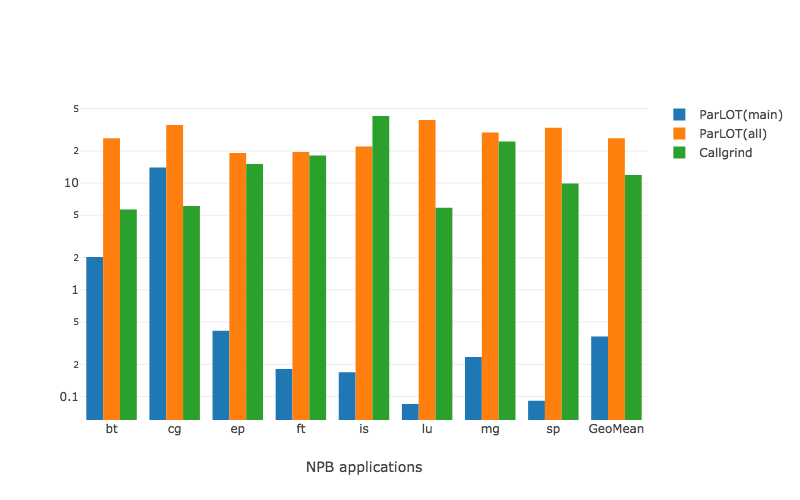 5
2
10
5
2
1
5
2
0.1
bt cg ep ft is lu mg sp GeoMean
NPB applications
ParLOT(main)
ParLOT(all)
Callgrind